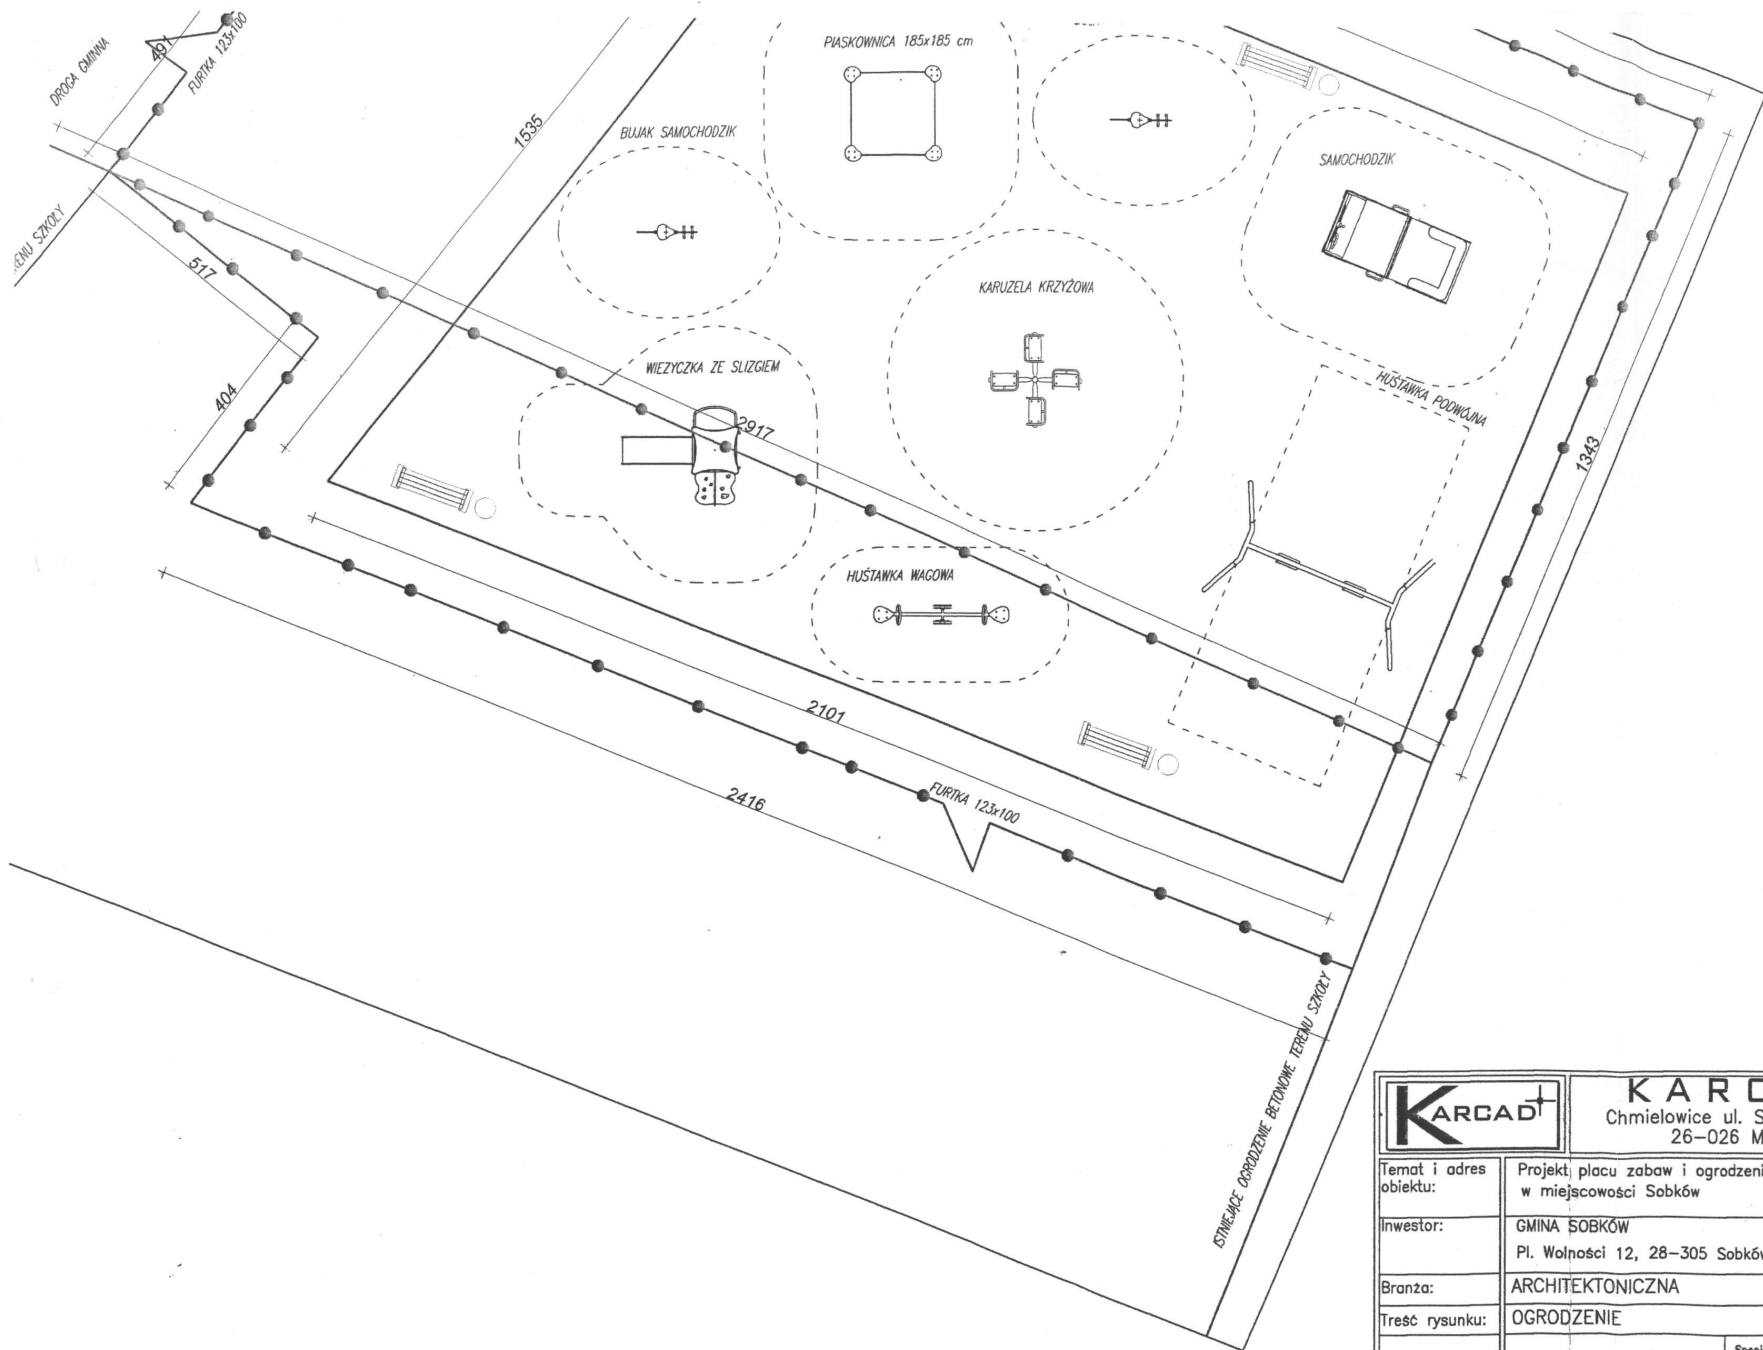 DROGA GMINNA
491
FURTKA 123x100
PIASKOWNICA 185x185 cm
1535
BUJAK SAMOCHODZIK
SAMOCHODZIK
SZKOŁY
517
KARUZELA KRZYŻOWA
WIEZYCZKA ZE SLIZGIEM
404
2917
HUŚTAWKA PODWÓJNA
1343
HUŚTAWKA WAGOWA
2101
2416
FURTKA 123x100
ISTNIEJĄCE OGRODZENIE BETONOWE TERENU SZKOŁY
KARCAD
KARC
Chmielowice ul. S
26-026 M
Temat i adres
obiektu:
Projekt placu zabaw i ogrodzeni
w miejscowości Sobków
Inwestor:
GMINA SOBKÓW
Pl. Wolności 12, 28-305 Sobków
Branża:
ARCHITEKTONICZNA
Treść rysunku:
OGRODZENIE